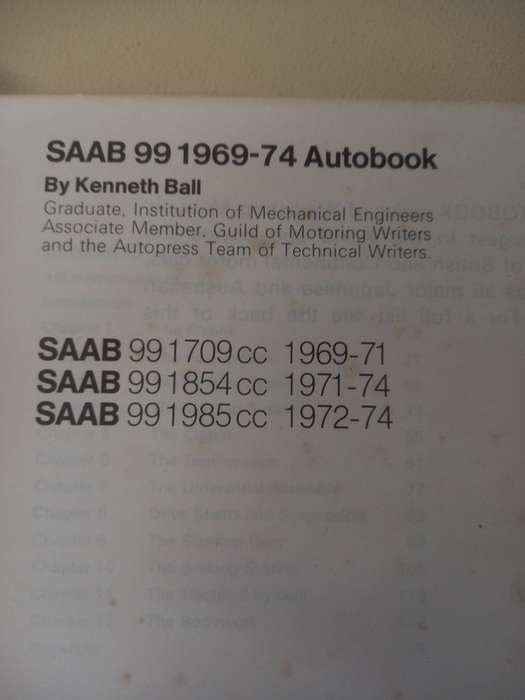 SAAB 99 1969-74 Autobook
By Kenneth Ball
Graduate, Institution of Mechanical Engineers
Associate Member, Guild of Motoring Writers
and the Autopress Team of Technical Writers.
SAAB 99 1709 cc 1969-71
SAAB 99 1854 cc 1971-74
SAAB 99 1985 cc 1972-74